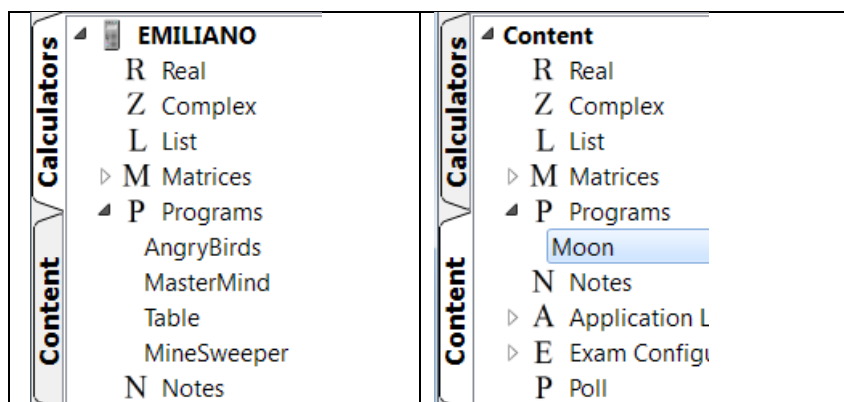 Calculators
Content
EMILIANO
R Real
Z Complex
L List
M Matrices
P Programs
AngryBirds
MasterMind
Table
MineSweeper
N Notes
Calculators
Content
Content
R Real
Z Complex
L List
M Matrices
P Programs
Moon
N Notes
A Application L
E Exam Configu
P Poll